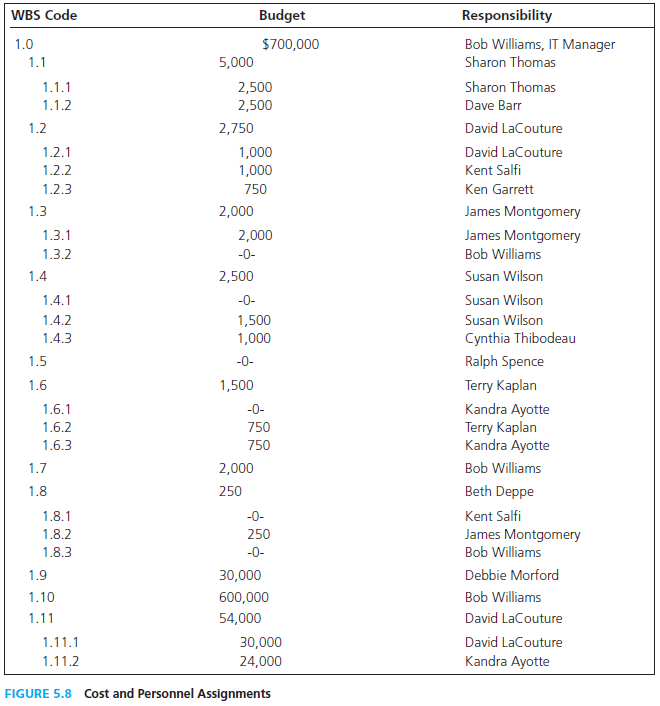 WBS Code Budget Responsibility
1.0 $700,000 Bob Williams, IT Manager
1.1 5,000 Sharon Thomas
1.1.1 2,500 Sharon Thomas
1.1.2 2,500 Dave Barr
1.2 2,750 David LaCouture
1.2.1 1,000 David LaCouture
1.2.2 1,000 Kent Salfi
1.2.3 750 Ken Garrett
1.3 2,000 James Montgomery
1.3.1 2,000 James Montgomery
1.3.2 -0- Bob Williams
1.4 2,500 Susan Wilson
1.4.1 -0- Susan Wilson
1.4.2 1,500 Susan Wilson
1.4.3 1,000 Cynthia Thibodeau
1.5 -0- Ralph Spence
1.6 1,500 Terry Kaplan
1.6.1 -0- Kandra Ayotte
1.6.2 750 Terry Kaplan
1.6.3 750 Kandra Ayotte
1.7 2,000 Bob Williams
1.8 250 Beth Deppe
1.8.1 -0- Kent Salfi
1.8.2 250 James Montgomery
1.8.3 -0- Bob Williams
1.9 30,000 Debbie Morford
1.10 600,000 Bob Williams
1.11 54,000 David LaCouture
1.11.1 30,000 David LaCouture
1.11.2 24,000 Kandra Ayotte
FIGURE 5.8 Cost and Personnel Assignments